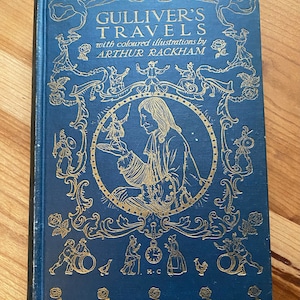 GULLIVER'S
TRAVELS
with coloured illustrations by
ARTHUR RACKHAM
H·C